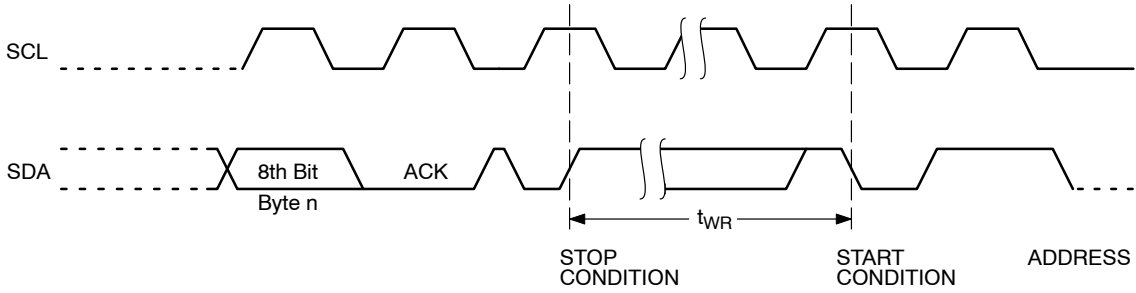 SCL
SDA
8th Bit
Byte n
ACK
tWR
STOP
CONDITION
START
CONDITION
ADDRESS